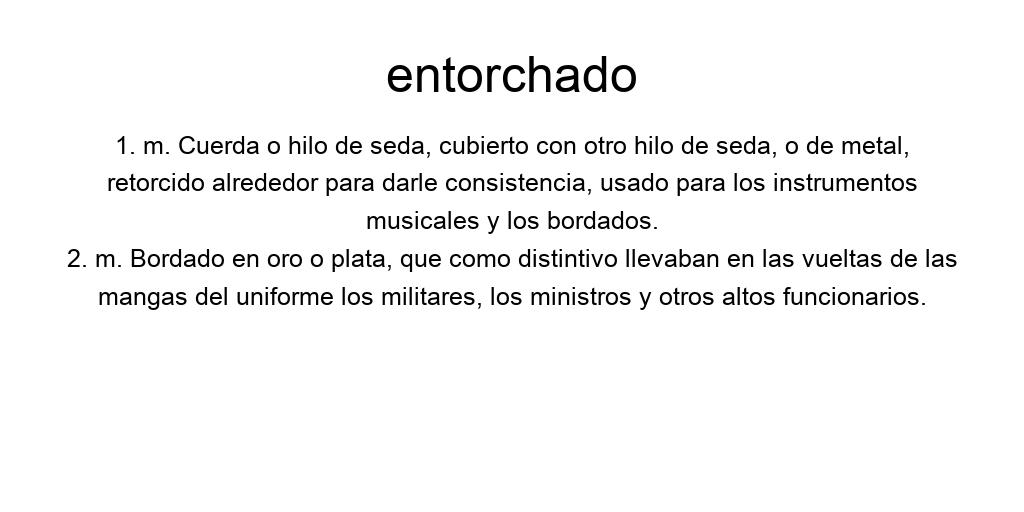 entorchado
1. m. Cuerda o hilo de seda, cubierto con otro hilo de seda, o de metal,
retorcido alrededor para darle consistencia, usado para los instrumentos
musicales y los bordados.
2. m. Bordado en oro o plata, que como distintivo llevaban en las vueltas de las
mangas del uniforme los militares, los ministros y otros altos funcionarios.